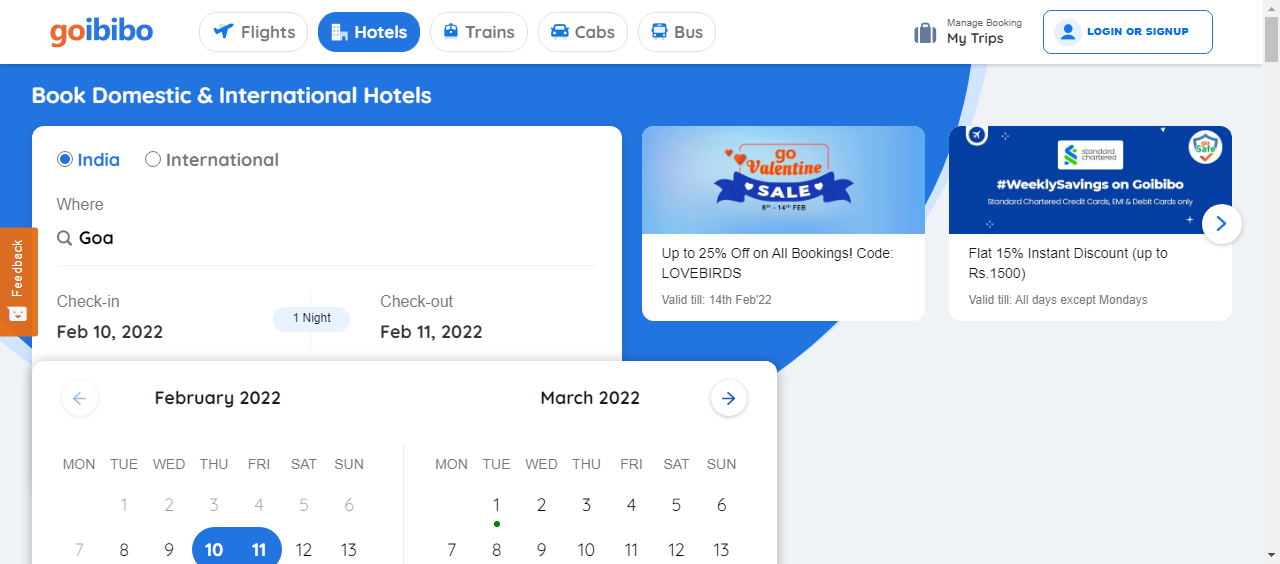 goibibo
Flights
Hotels
Trains
Cabs
Bus
Manage Booking
My Trips
LOGIN OR SIGNUP
Book Domestic & International Hotels
India
International
Where
Goa
Check-in
Feb 10, 2022
1 Night
Check-out
Feb 11, 2022
Feedback
go
Valentine
SALE
8TH - 14TH FEB
Up to 25% Off on All Bookings! Code:
LOVEBIRDS
Valid till: 14th Feb'22
standard
chartered
go
Safe
#WeeklySavings on Goibibo
Standard Chartered Credit Cards, EMI & Debit Cards only
Flat 15% Instant Discount (up to
Rs.1500)
Valid till: All days except Mondays
February 2022
MON TUE WED THU FRI SAT SUN
1 2 3 4 5 6
7 8 9 10 11 12 13
March 2022
MON TUE WED THU FRI SAT SUN
1 2 3 4 5 6
7 8 9 10 11 12 13